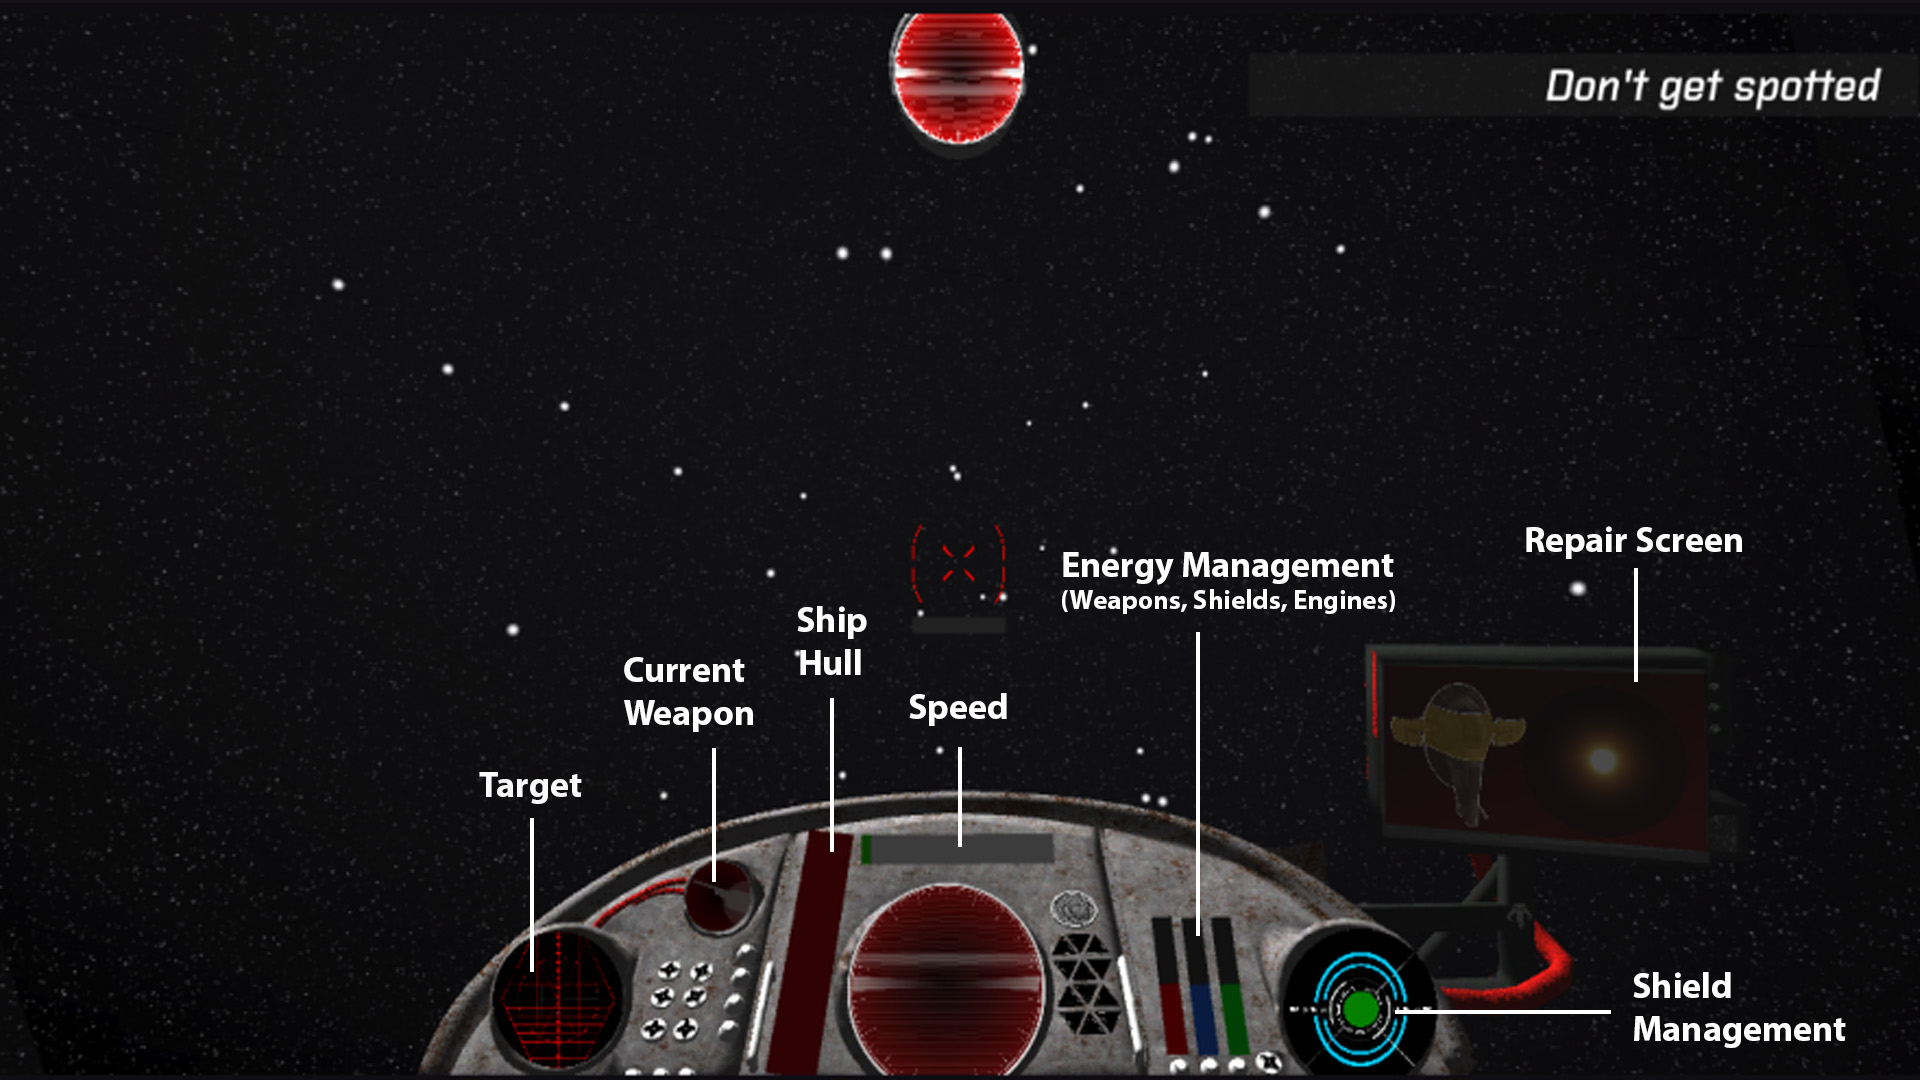 Don't get spotted
Repair Screen
Energy Management
(Weapons, Shields, Engines)
Ship
Hull
Current
Weapon
Speed
Target
Shield
Management